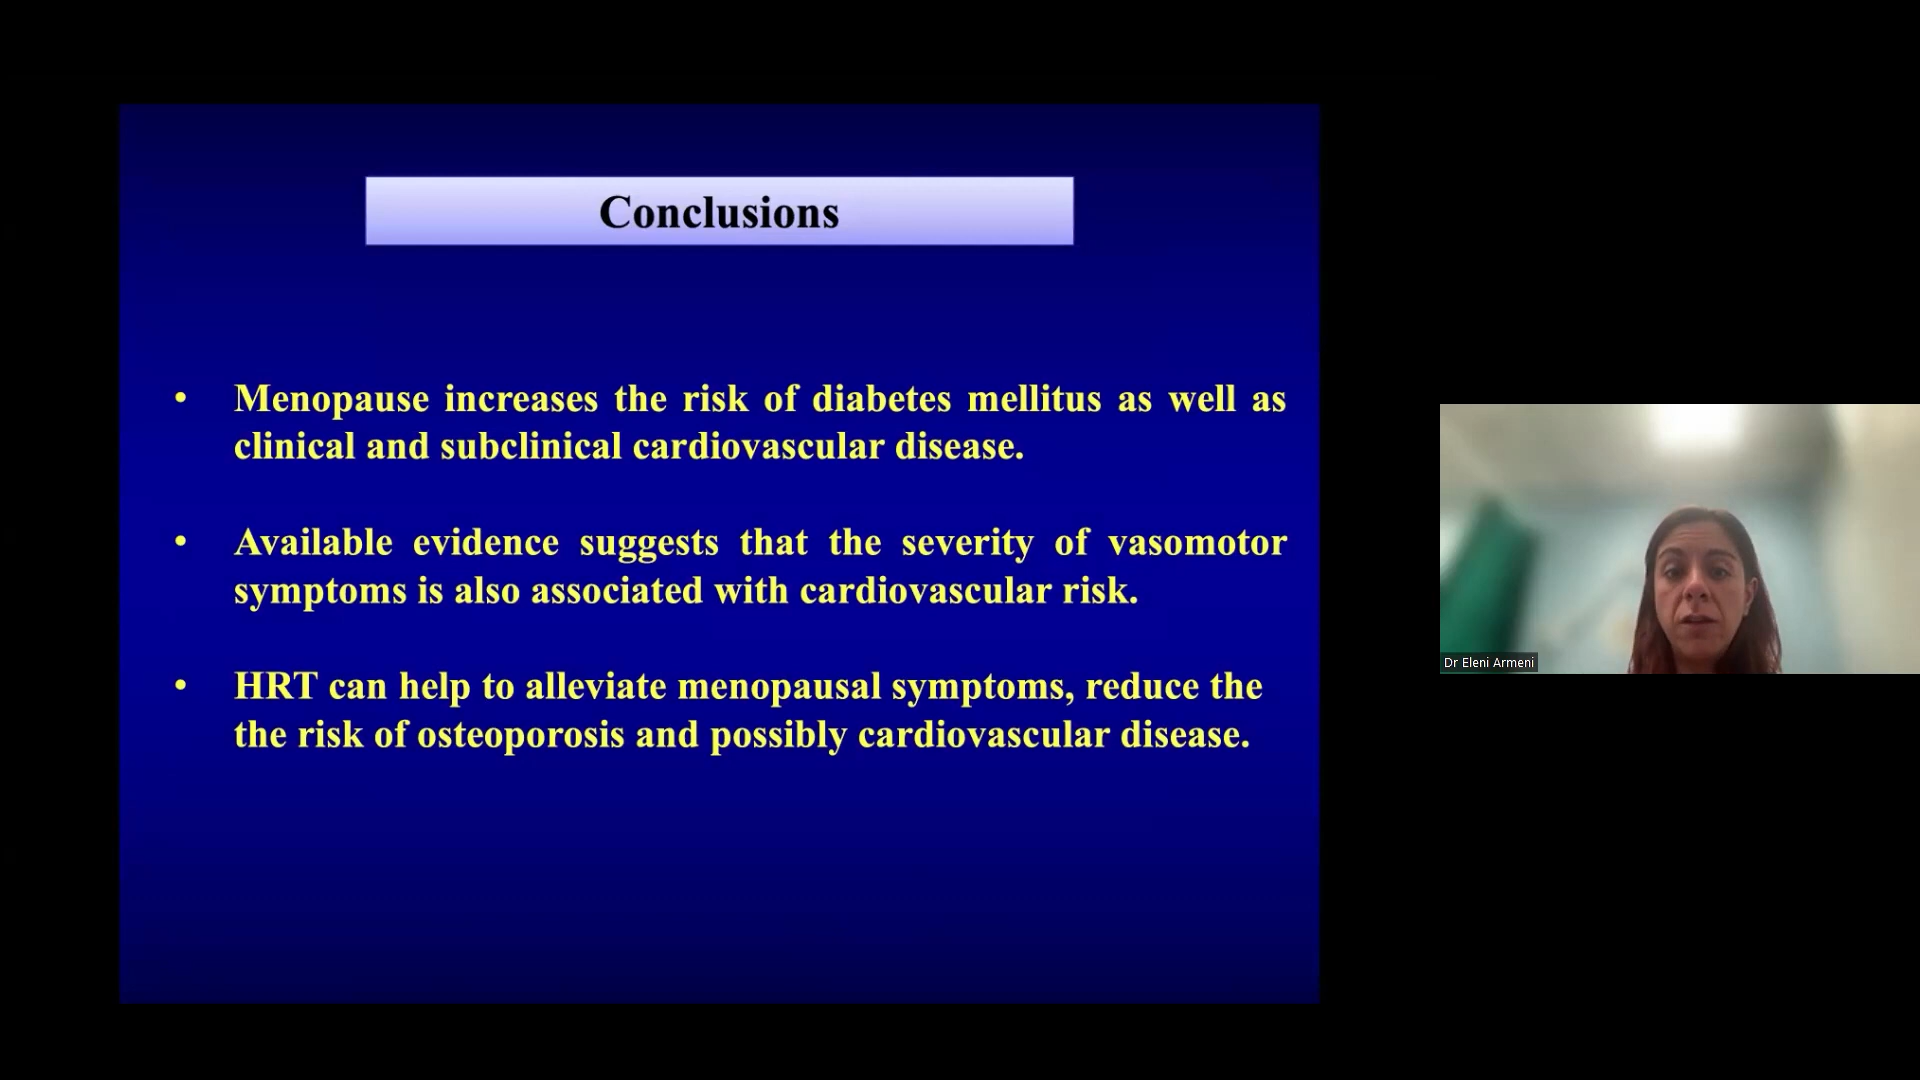 Conclusions
• Menopause increases the risk of diabetes mellitus as well as
clinical and subclinical cardiovascular disease.
• Available evidence suggests that the severity of vasomotor
symptoms is also associated with cardiovascular risk.
• HRT can help to alleviate menopausal symptoms, reduce the
the risk of osteoporosis and possibly cardiovascular disease.
Dr Eleni Armeni